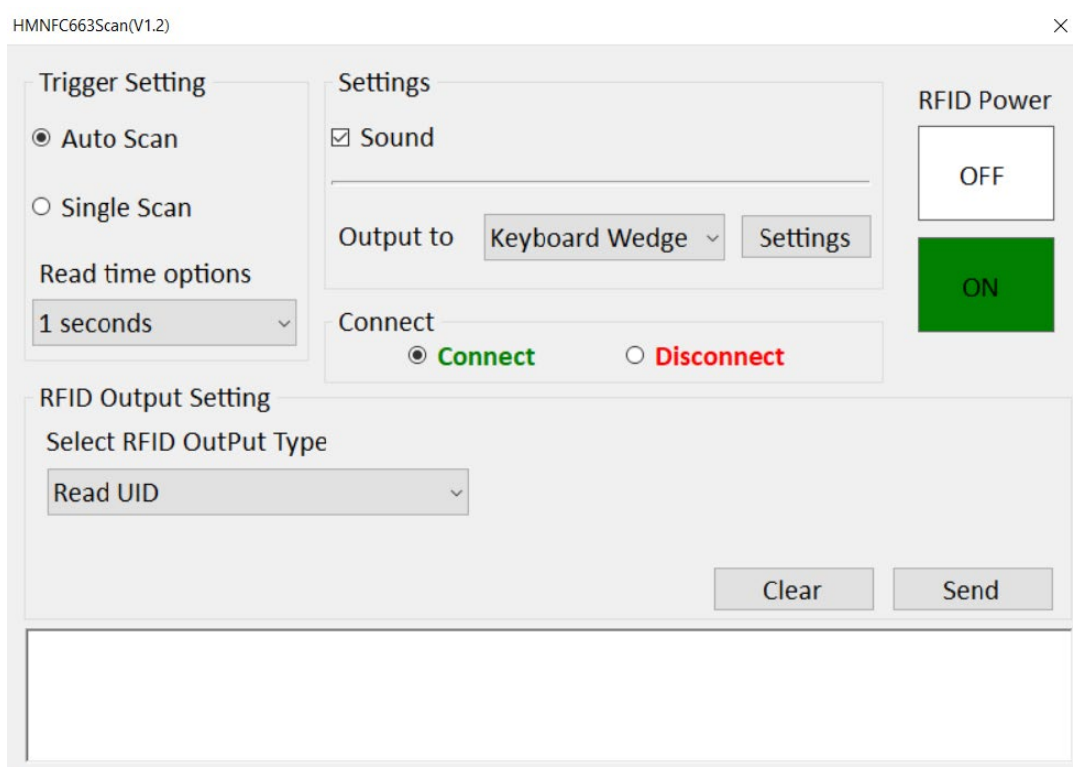 HMNFC663Scan(V1.2)
Trigger Setting
Auto Scan
Single Scan
Read time options
1 seconds
Settings
Sound
Output to Keyboard Wedge Settings
Connect
Connect Disconnect
RFID Power
OFF
ON
RFID Output Setting
Select RFID OutPut Type
Read UID
Clear Send